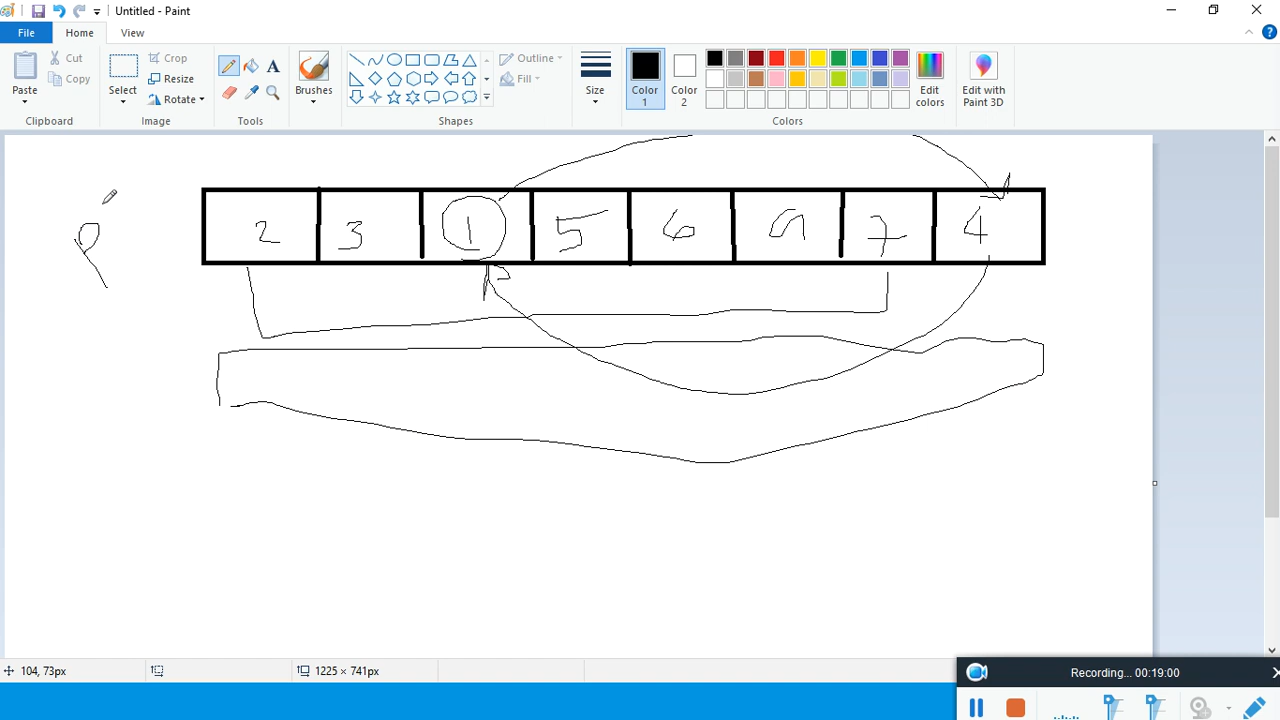 Untitled - Paint
File Home View
Paste
Cut
Copy
Clipboard
Select
Crop
Resize
Rotate
Image
A
Tools
Brushes
Shapes
Outline
Fill
Size
Color 1
Color 2
Edit colors
Edit with Paint 3D
Colors
2 3 1 5 6 9 7 4
104, 73px
1225 × 741px
Recording... 00:19:00